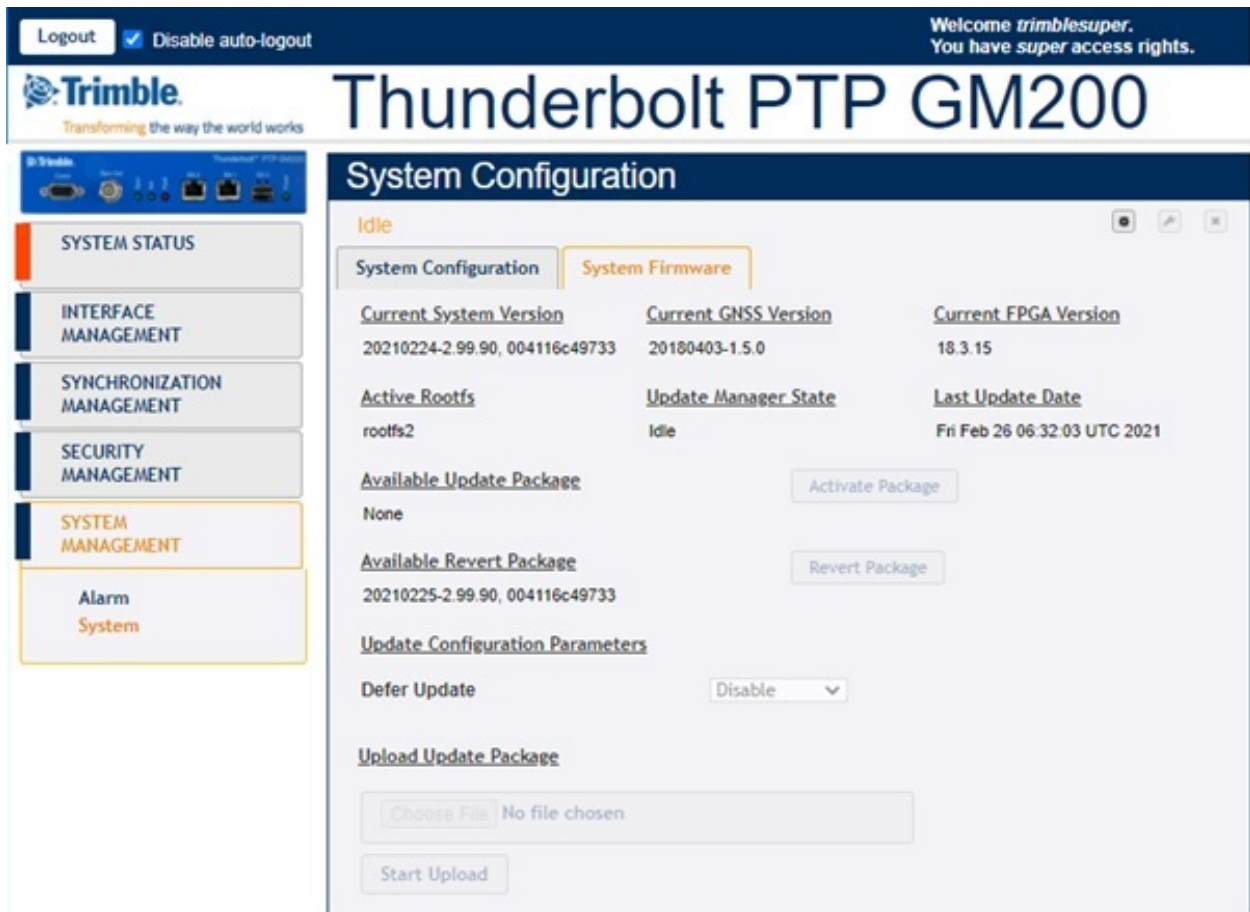 Logout Disable auto-logout
Welcome trimblesuper.
You have super access rights.
Trimble.
Transforming the way the world works
Thunderbolt PTP GM200
Trimble
SYSTEM STATUS
INTERFACE
MANAGEMENT
SYNCHRONIZATION
MANAGEMENT
SECURITY
MANAGEMENT
SYSTEM
MANAGEMENT
Alarm
System
System Configuration
Idle
System Configuration System Firmware
Current System Version Current GNSS Version Current FPGA Version
20210224-2.99.90, 004116c49733 20180403-1.5.0 18.3.15
Active Rootfs Update Manager State Last Update Date
rootfs2 Idle Fri Feb 26 06:32:03 UTC 2021
Available Update Package Activate Package
None
Available Revert Package Revert Package
20210225-2.99.90, 004116c49733
Update Configuration Parameters
Defer Update Disable
Upload Update Package
Choose File No file chosen
Start Upload